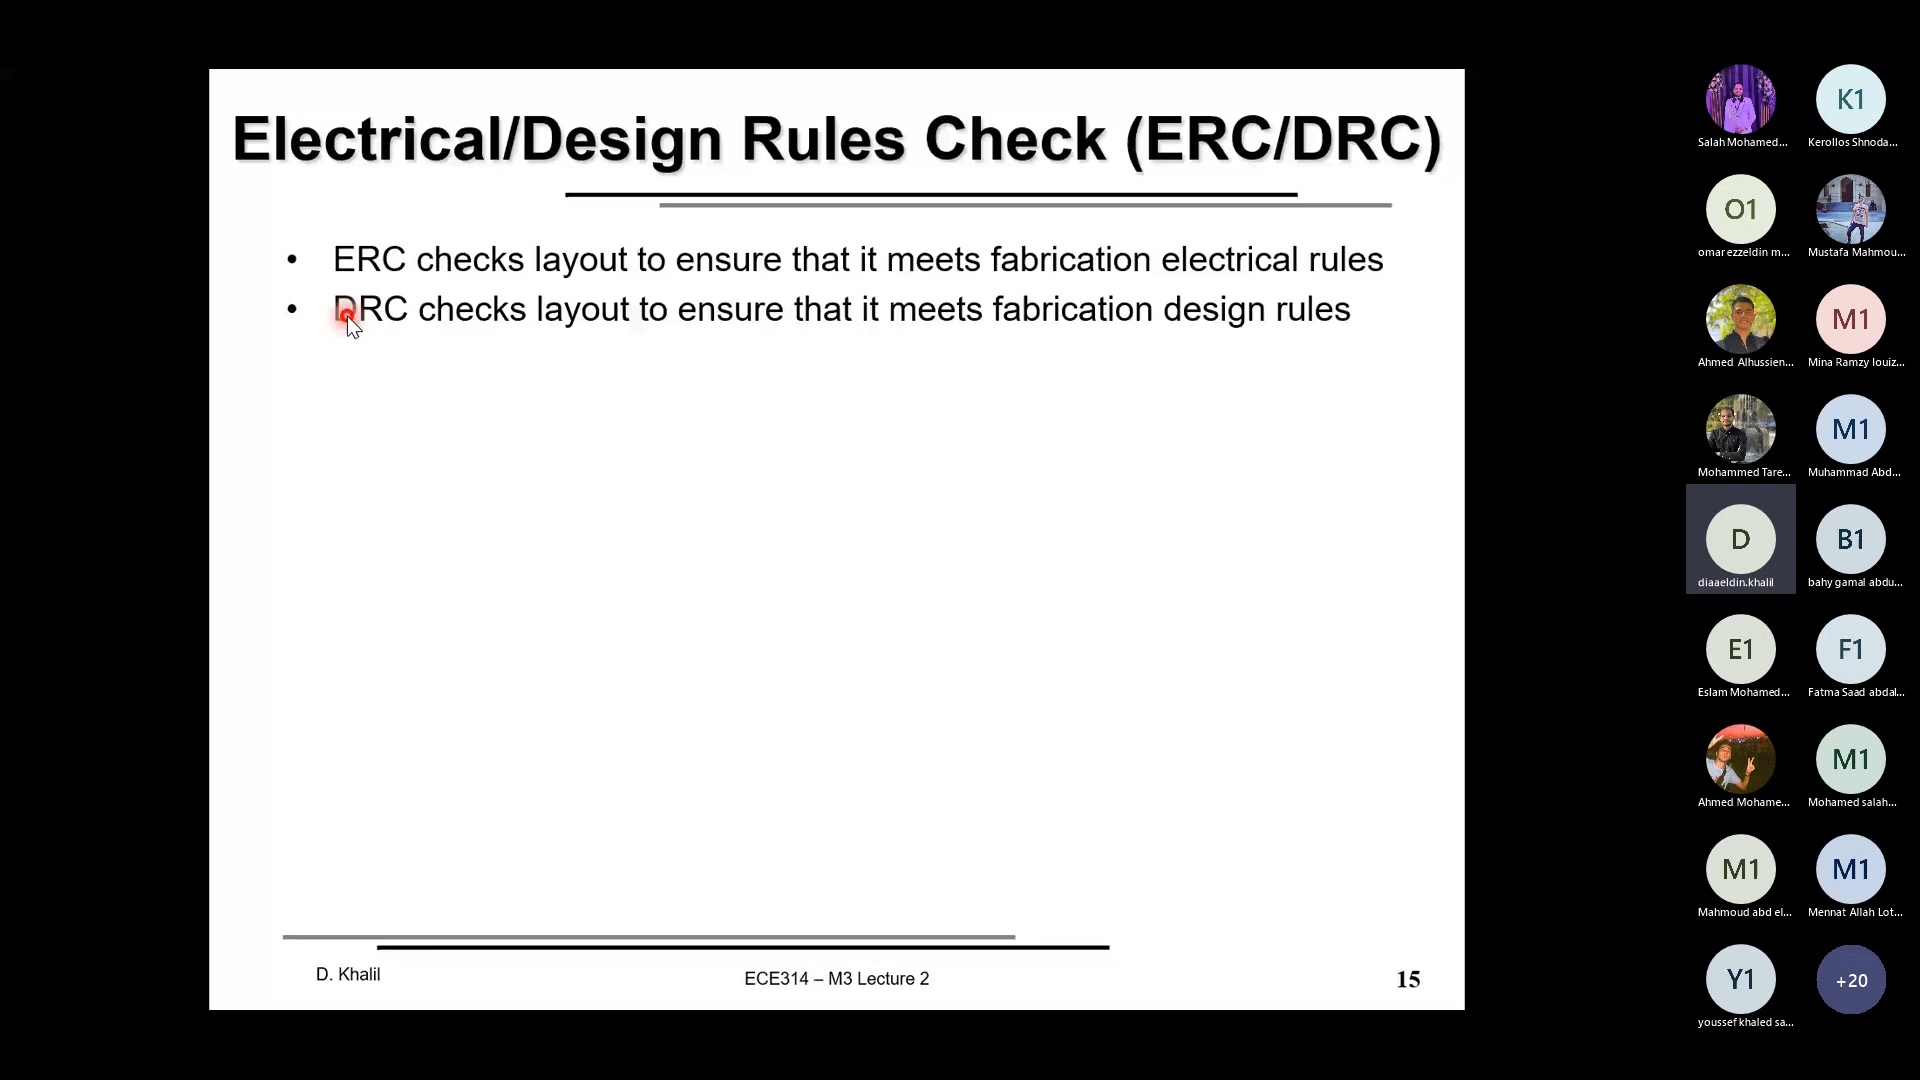 Electrical/Design Rules Check (ERC/DRC)
• ERC checks layout to ensure that it meets fabrication electrical rules
• DRC checks layout to ensure that it meets fabrication design rules
D. Khalil
ECE314 – M3 Lecture 2
15
K1
Salah Mohamed...
Kerollos Shnoda...
O1
omar ezzeldin m...
Mustafa Mahmou...
M1
Ahmed Alhussien...
Mina Ramzy louiz...
M1
Mohammed Tare...
Muhammad Abd...
D
B1
diaaeldin.khalil
bahy gamal abdu...
E1
F1
Eslam Mohamed...
Fatma Saad abdal...
M1
Ahmed Mohame...
Mohamed salah...
M1
M1
Mahmoud abd el...
Mennat Allah Lot...
Y1
+20
youssef khaled sa...